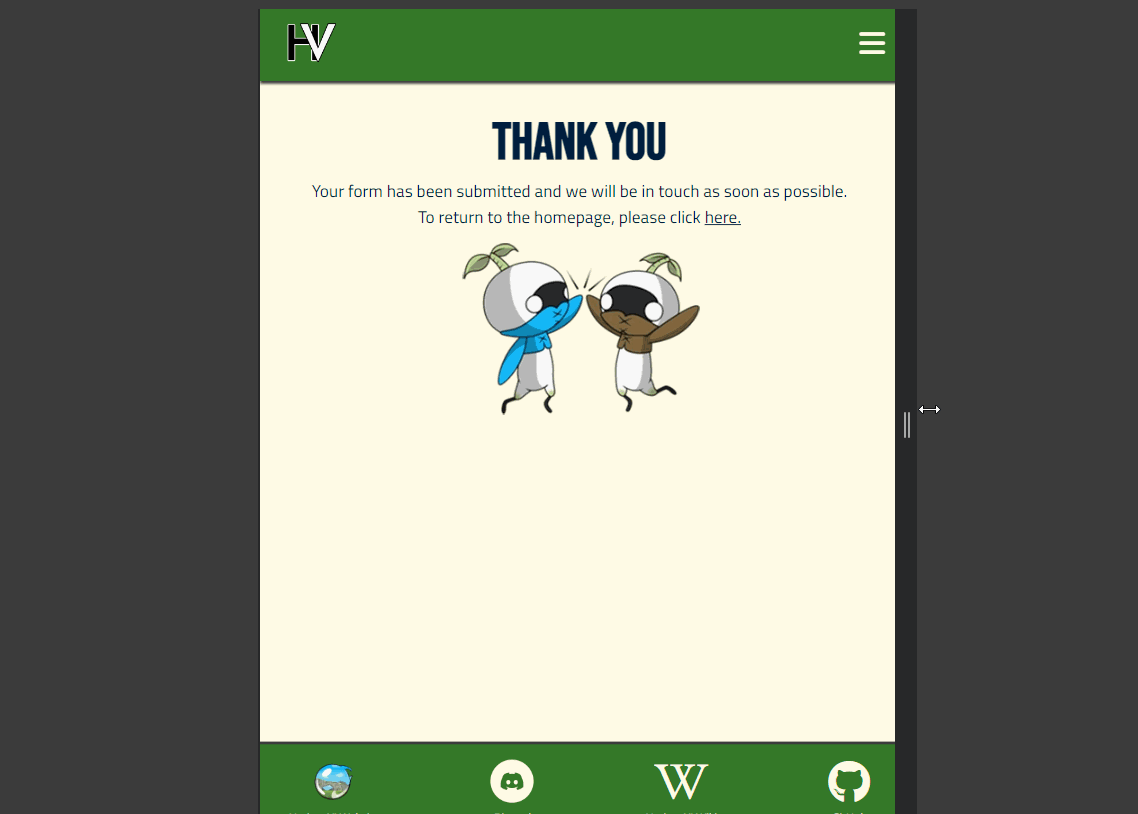 HV
THANK YOU
Your form has been submitted and we will be in touch as soon as possible.
To return to the homepage, please click here.
W